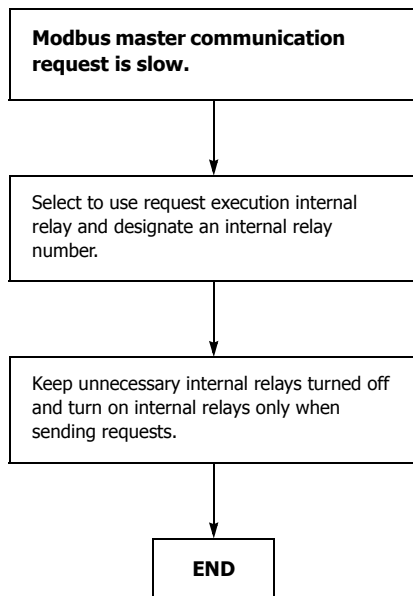 Modbus master communication
request is slow.
Select to use request execution internal
relay and designate an internal relay
number.
Keep unnecessary internal relays turned off
and turn on internal relays only when
sending requests.
END